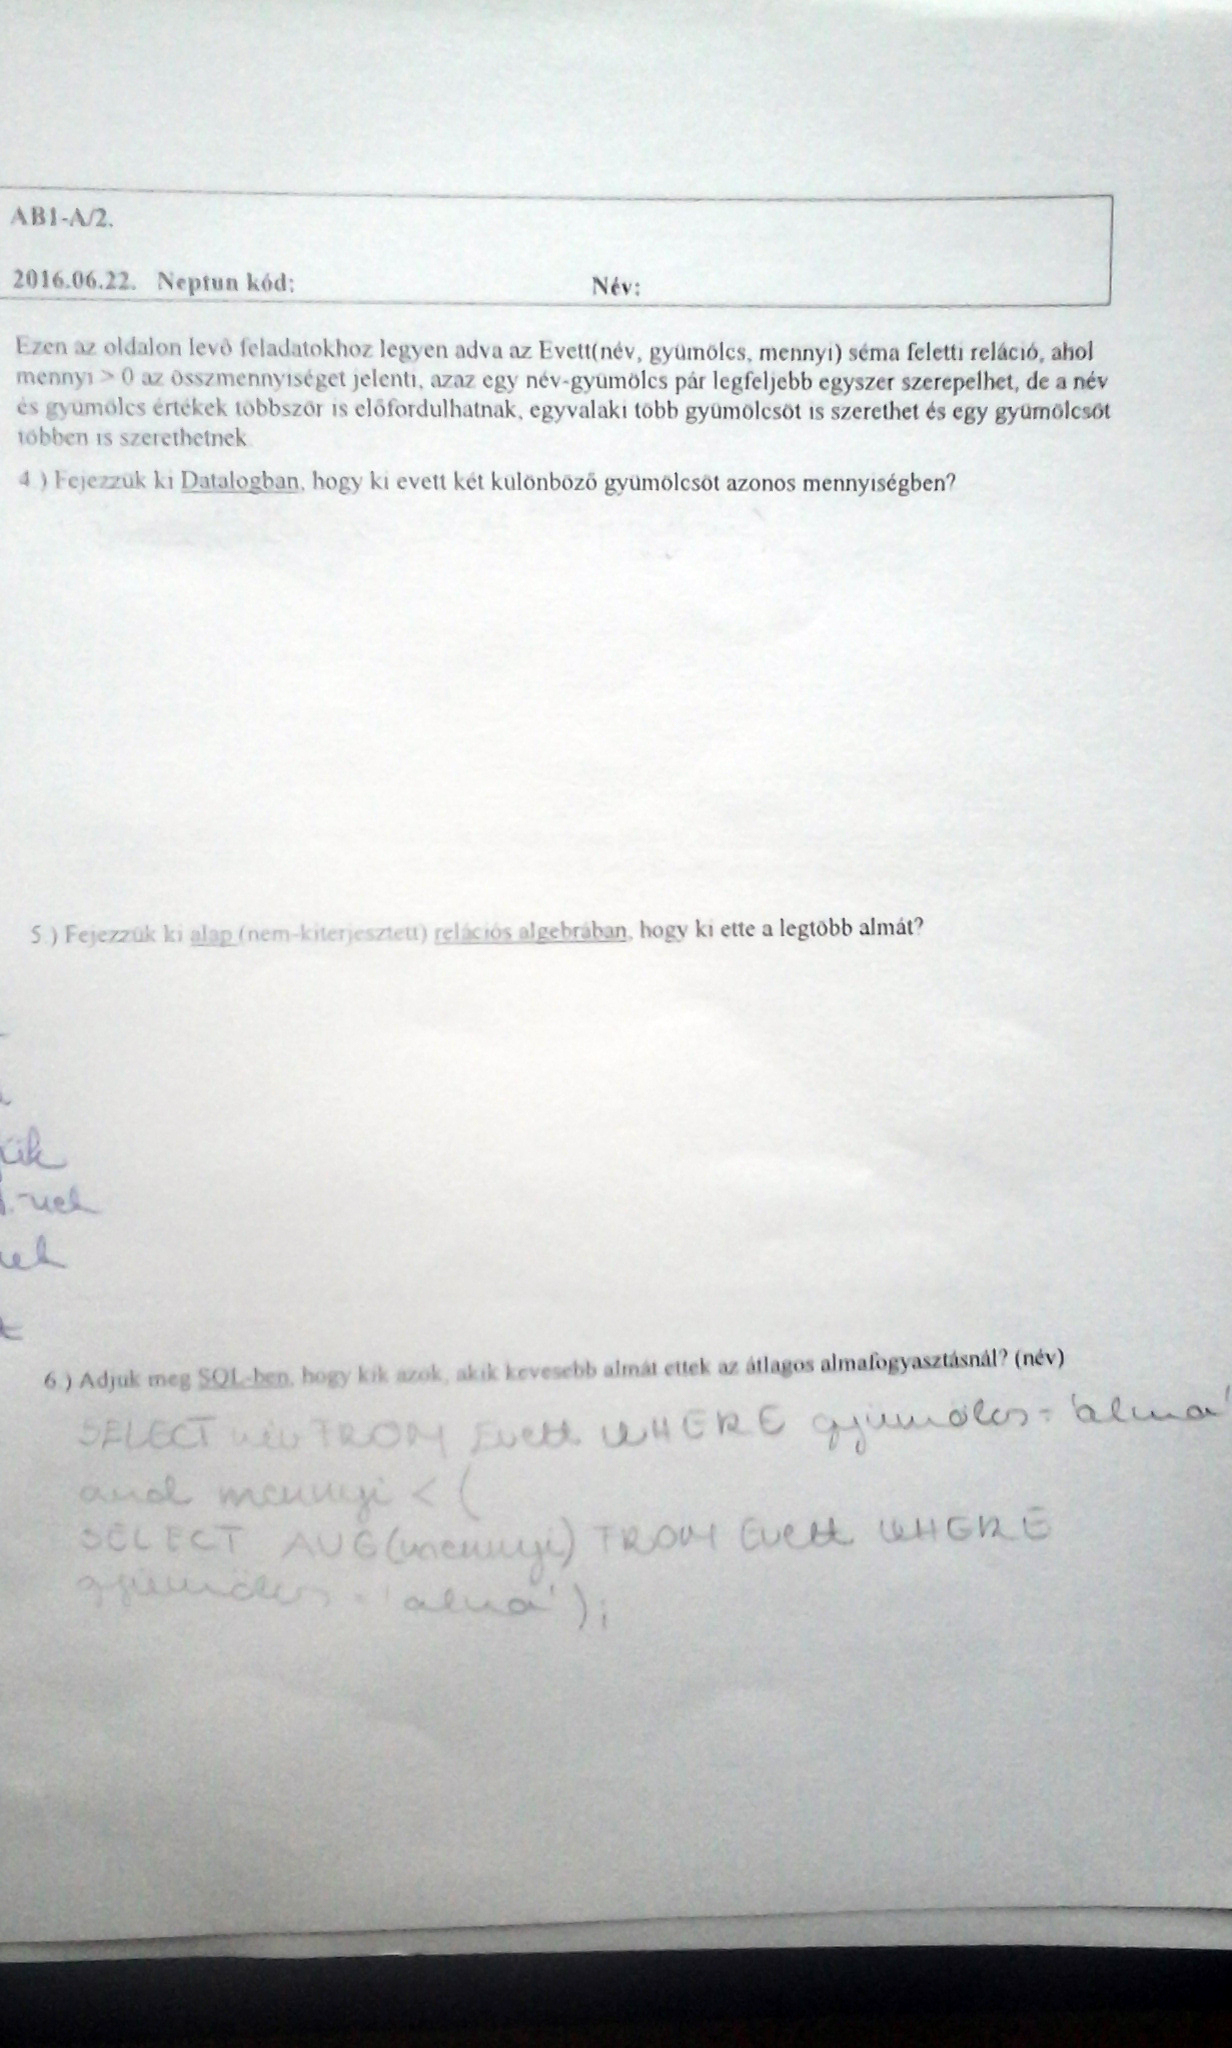 AB1-A/2.
2016.06.22. Neptun kód: Név:
Ezen az oldalon levő feladatokhoz legyen adva az Evett(név, gyümölcs, mennyi) séma feletti reláció, ahol
mennyi > 0 az összmennyiséget jelenti, azaz egy név-gyümölcs pár legfeljebb egyszer szerepelhet, de a név
és gyümölcs értékek többször is előfordulhatnak, egyvalaki több gyümölcsöt is szerethet és egy gyümölcsöt
többen is szerethetnek.
4.) Fejezzük ki Datalogban, hogy ki evett két különböző gyümölcsöt azonos mennyiségben?
5.) Fejezzük ki alap (nem-kiterjesztett) relációs algebrában, hogy ki ette a legtöbb almát?
-nek
6.) Adjuk meg SQL-ben, hogy kik azok, akik kevesebb almát ettek az átlagos almafogyasztásnál? (név)
SELECT név FROM Evett WHERE gyümölcs = 'alma'
and mennyi < (
SELECT AVG(mennyi) FROM Evett WHERE
gyümölcs = 'alma');